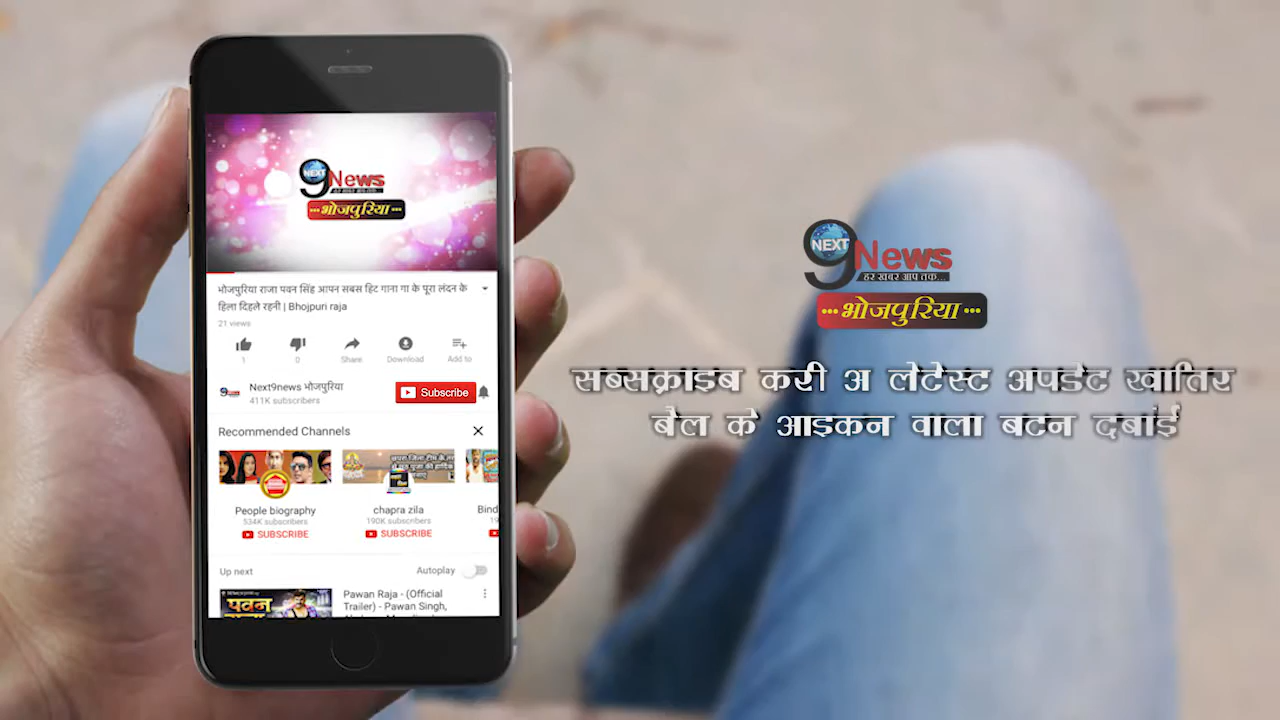 NEXT
9 News
हर खबर आप तक...
भोजपुरिया
भोजपुरिया राजा पवन सिंह आपन सबस हिट गाना गा के पूरा लंदन के
हिला दिहले रहनी | Bhojpuri raja
21 views
1
0
Share
Download
Add to
Next9news भोजपुरिया
411K subscribers
Subscribe
Recommended Channels
People biography
534K subscribers
SUBSCRIBE
chapra zila
190K subscribers
SUBSCRIBE
Bind
Up next
Autoplay
पवन
Pawan Raja - (Official
Trailer) - Pawan Singh,
NEXT
9 News
हर खबर आप तक...
भोजपुरिया
सब्सक्राइब करी अ लेटेस्ट अपडेट खातिर
बैल के आइकन वाला बटन दबाई